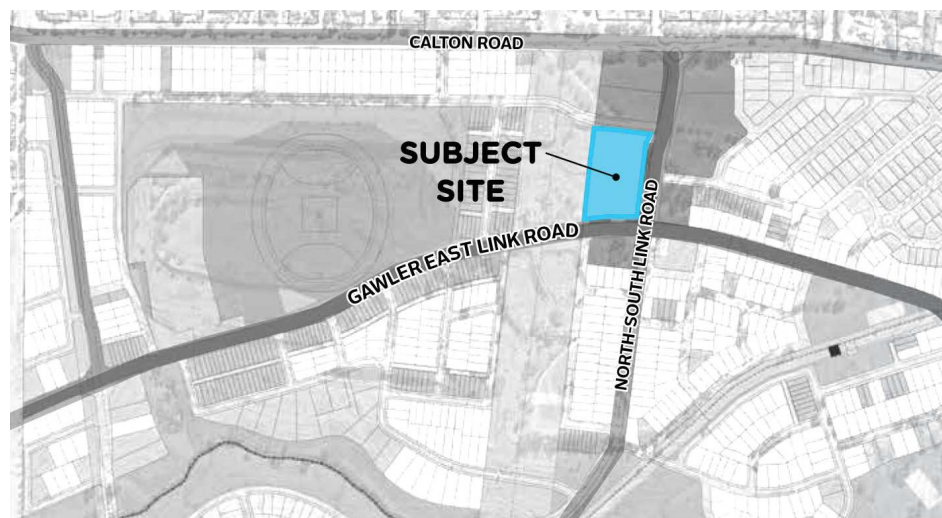 CALTON ROAD
SUBJECT
SITE
GAWLER EAST LINK ROAD
NORTH-SOUTH LINK ROAD